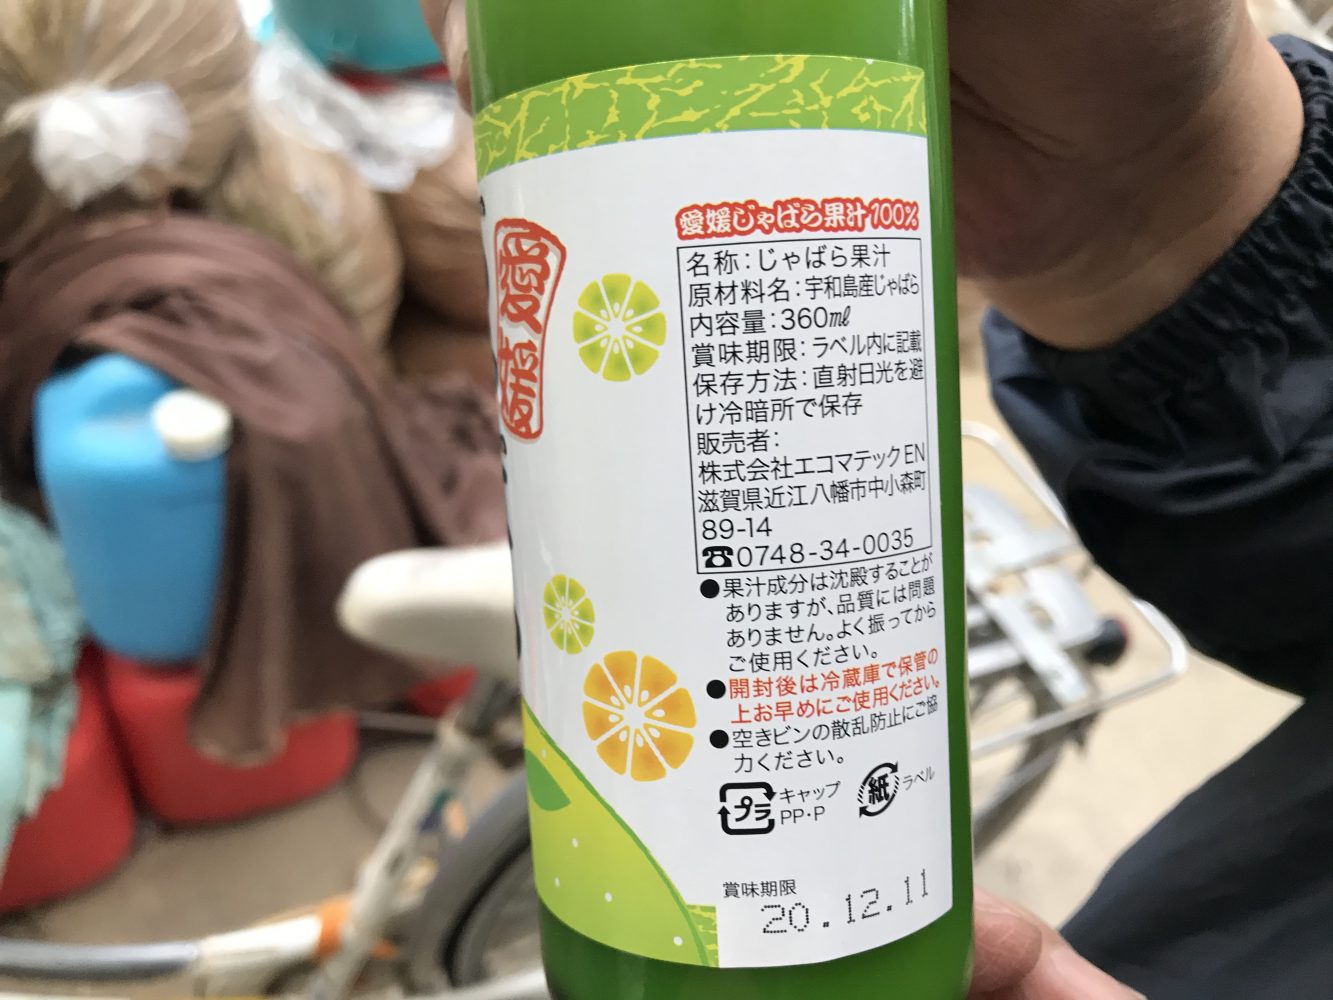 愛媛
愛媛じゃばら果汁100%
名称:じゃばら果汁
原材料名:宇和島産じゃばら
内容量:360㎖
賞味期限:ラベル内に記載
保存方法:直射日光を避
け冷暗所で保存
販売者:
株式会社エコマテックEN
滋賀県近江八幡市中小森町
89-14
☎0748-34-0035
●果汁成分は沈殿することが
ありますが、品質には問題
ありません。よく振ってから
ご使用ください。
●開封後は冷蔵庫で保管の
上お早めにご使用ください。
●空きビンの散乱防止にご協
力ください。
プラ キャップ
PP・P
紙 ラベル
賞味期限
20.12.11